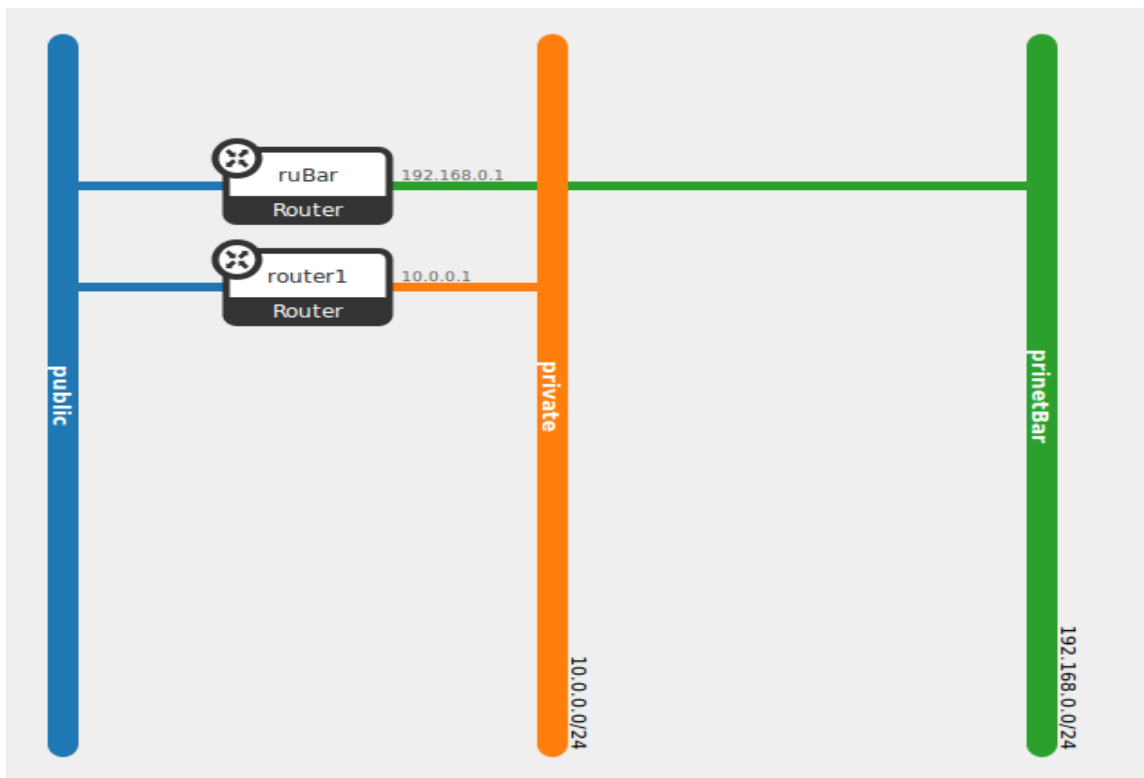 ruBar
Router
192.168.0.1
router1
Router
10.0.0.1
public
private
prinetBar
10.0.0.0/24
192.168.0.0/24